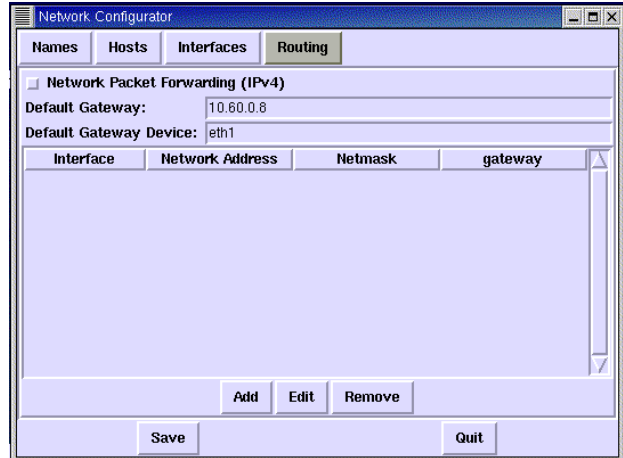 Network Configurator
Names Hosts Interfaces Routing
Network Packet Forwarding (IPv4)
Default Gateway: 10.60.0.8
Default Gateway Device: eth1
Interface Network Address Netmask gateway
Add Edit Remove
Save Quit